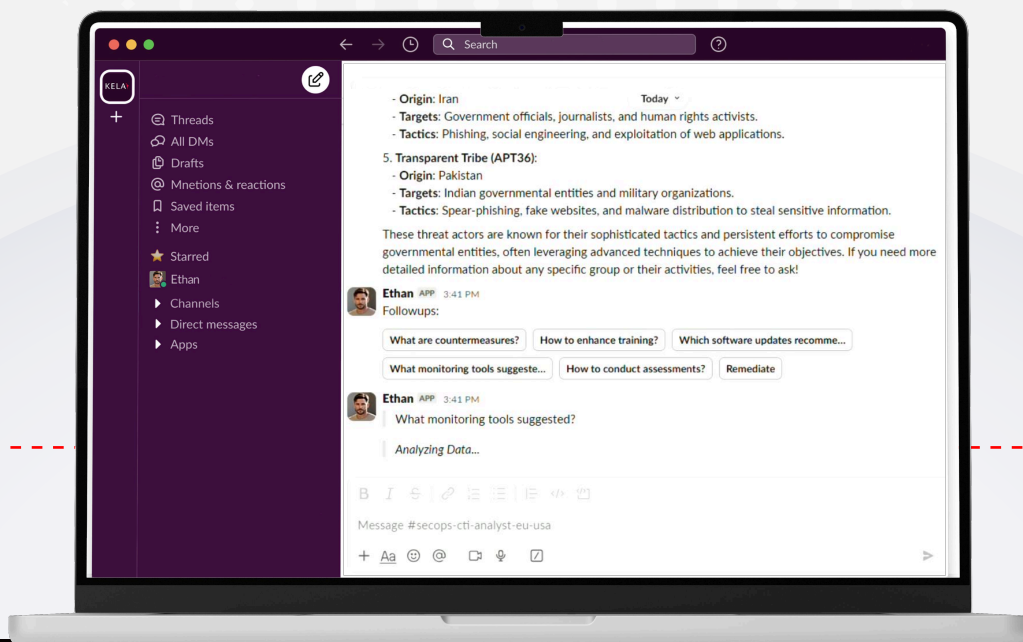 Search
KELA
Threads
All DMs
Drafts
Mnetions & reactions
Saved items
More
Starred
Ethan
Channels
Direct messages
Apps
- Origin: Iran
Today
- Targets: Government officials, journalists, and human rights activists.
- Tactics: Phishing, social engineering, and exploitation of web applications.
5. Transparent Tribe (APT36):
- Origin: Pakistan
- Targets: Indian governmental entities and military organizations.
- Tactics: Spear-phishing, fake websites, and malware distribution to steal sensitive information.
These threat actors are known for their sophisticated tactics and persistent efforts to compromise
governmental entities, often leveraging advanced techniques to achieve their objectives. If you need more
detailed information about any specific group or their activities, feel free to ask!
Ethan APP 3:41 PM
Followups:
What are countermeasures? How to enhance training? Which software updates recomme...
What monitoring tools suggeste... How to conduct assessments? Remediate
Ethan APP 3:41 PM
What monitoring tools suggested?
Analyzing Data...
B I S
Message #secops-cti-analyst-eu-usa
Aa